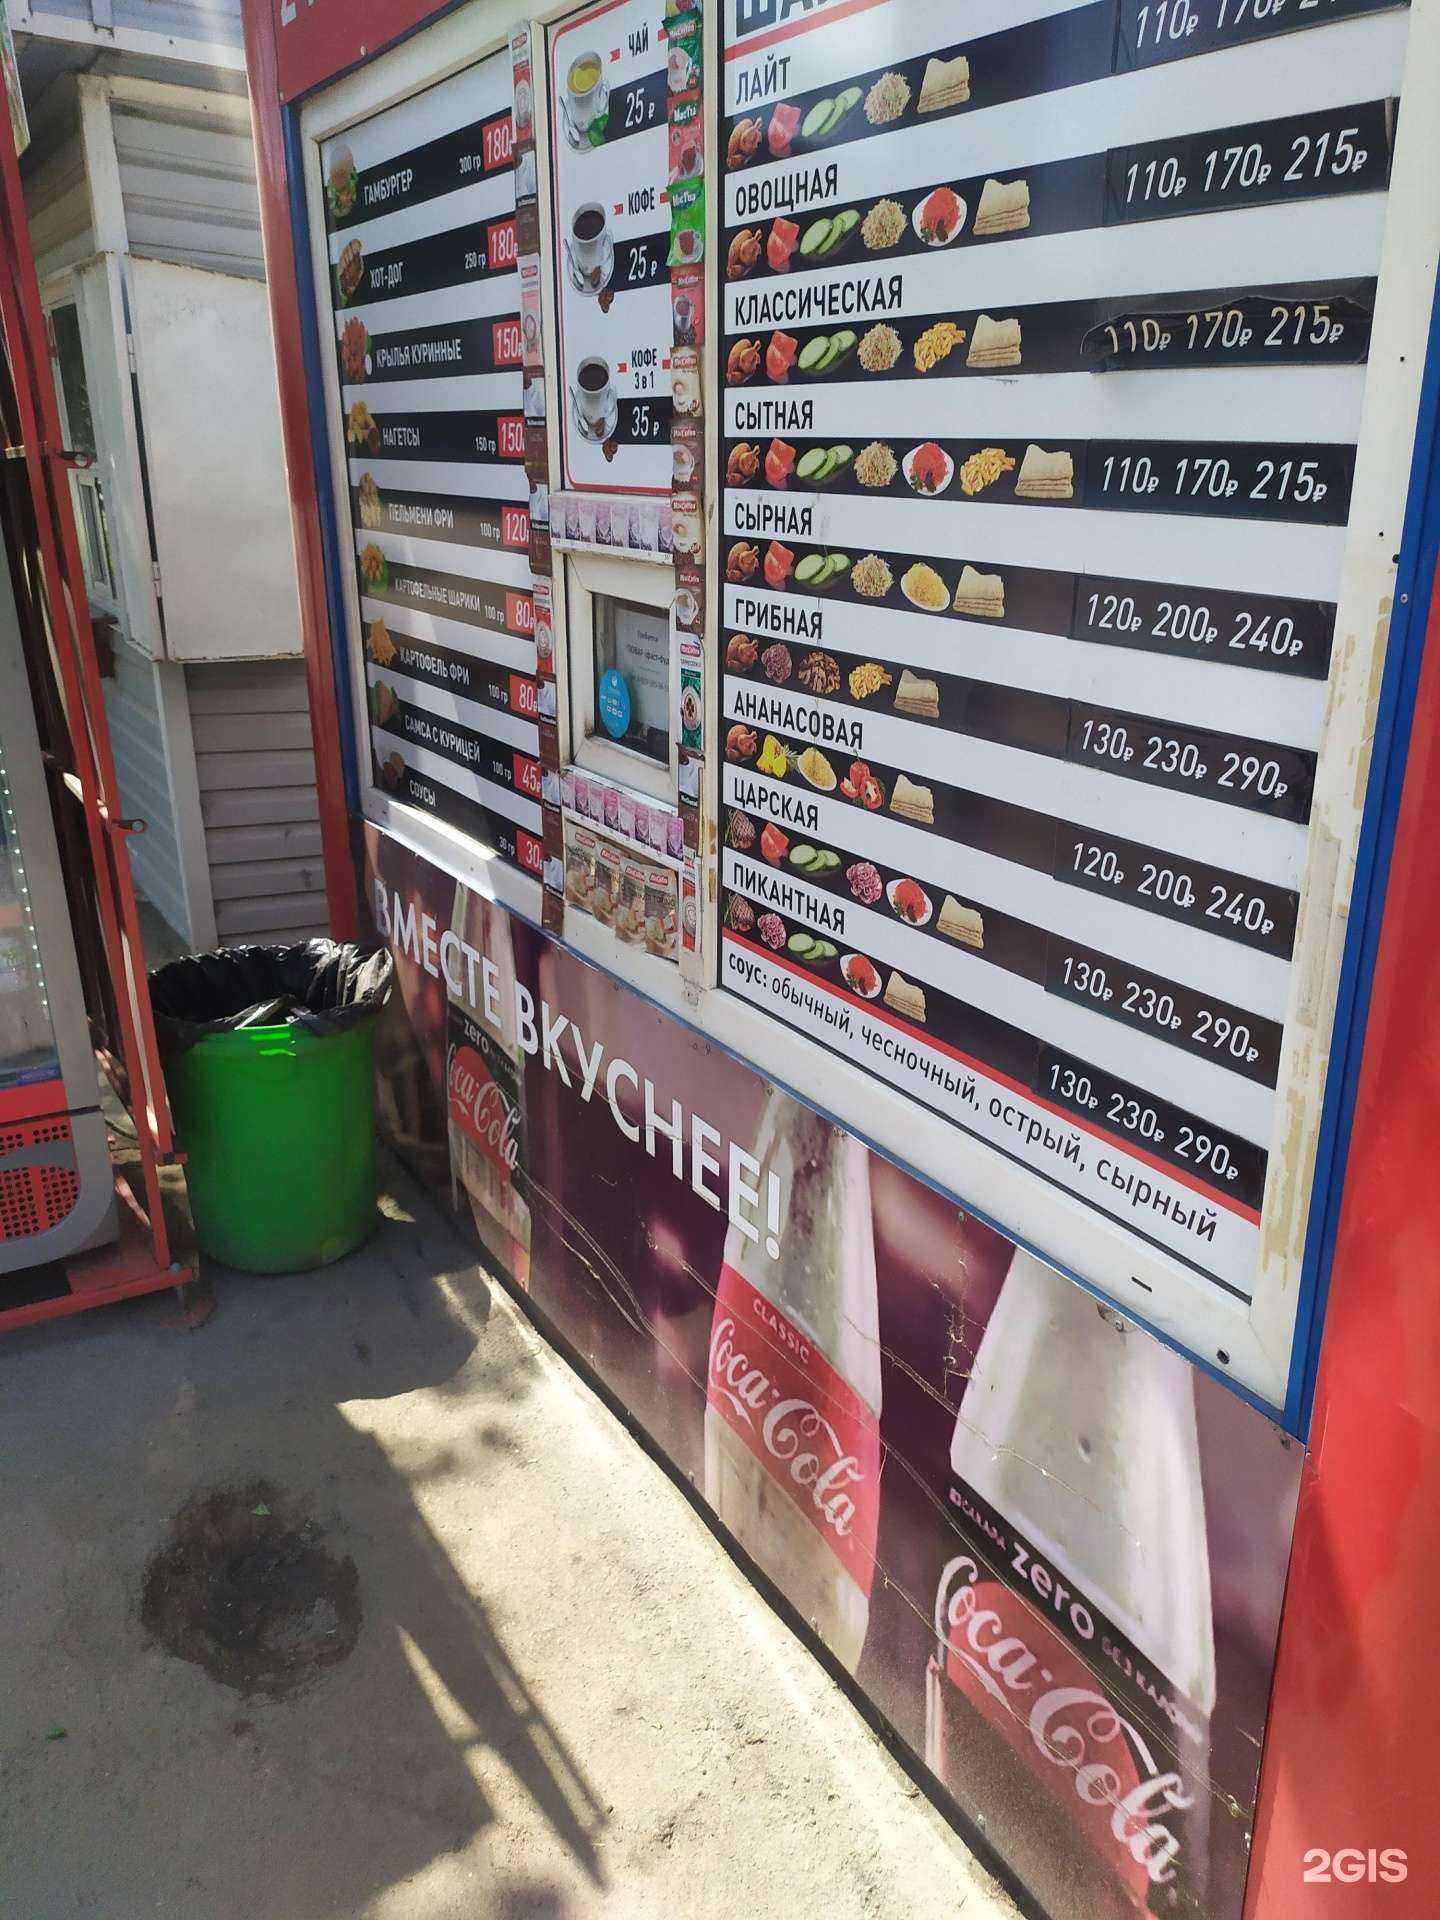 ГАМБУРГЕР 300 гр 180
ХОТ-ДОГ 250 гр 180₽
КРЫЛЬЯ КУРИННЫЕ 150
НАГЕТСЫ 150 гр 150
ПЕЛЬМЕНИ ФРИ 100 гр 120
КАРТОФЕЛЬНЫЕ ШАРИКИ 100 гр 80
КАРТОФЕЛЬ ФРИ 100 гр 80
САМСА С КУРИЦЕЙ 100 гр 45₽
СОУСЫ 30 гр 30
ЧАЙ
25 ₽
КОФЕ
25 ₽
КОФЕ
3 в 1
35 ₽
110₽ 170₽
ЛАЙТ
110₽ 170₽ 215₽
ОВОЩНАЯ
110₽ 170₽ 215₽
КЛАССИЧЕСКАЯ
110₽ 170₽ 215₽
СЫТНАЯ
120₽ 200₽ 240₽
СЫРНАЯ
130₽ 230₽ 290₽
ГРИБНАЯ
120₽ 200₽ 240₽
АНАНАСОВАЯ
130₽ 230₽ 290₽
ЦАРСКАЯ
130₽ 230₽ 290₽
ПИКАНТНАЯ
соус: обычный, чесночный, острый, сырный
ВМЕСТЕ ВКУСНЕЕ!
zero
Coca-Cola
CLASSIC
Coca-Cola
zero
Coca-Cola
2GIS